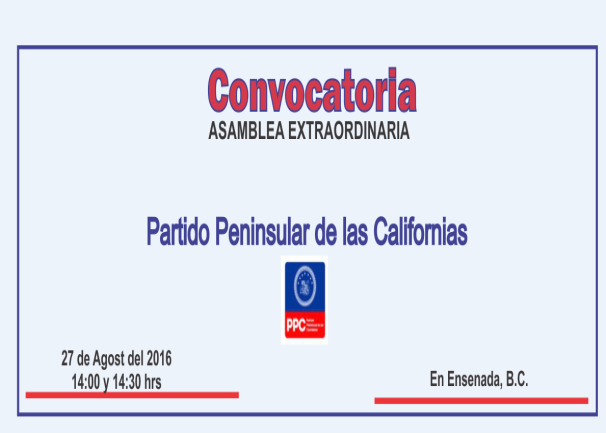 Convocatoria
ASAMBLEA EXTRAORDINARIA
Partido Peninsular de las Californias
PPC
27 de Agost del 2016
14:00 y 14:30 hrs
En Ensenada, B.C.